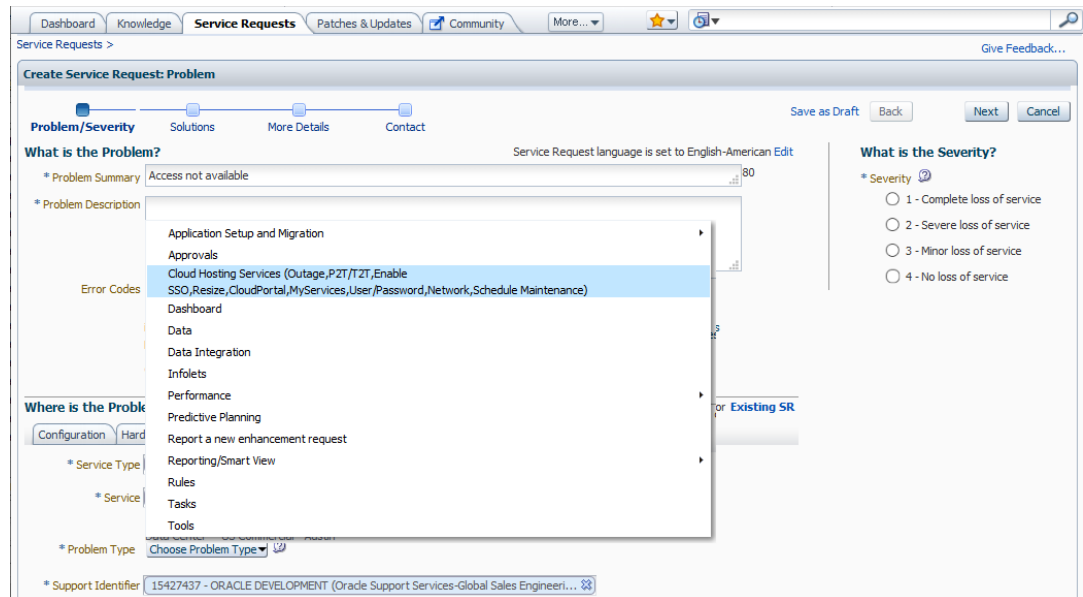 Dashboard Knowledge Service Requests Patches & Updates Community More...
Service Requests >
Give Feedback...
Create Service Request: Problem
Problem/Severity Solutions More Details Contact
Save as Draft Back Next Cancel
What is the Problem?
Service Request language is set to English-American Edit
* Problem Summary Access not available
80
* Problem Description
Application Setup and Migration
Approvals
Cloud Hosting Services (Outage,P2T/T2T,Enable
SSO,Resize,CloudPortal,MyServices,User/Password,Network,Schedule Maintenance)
Dashboard
Data
Data Integration
Infolets
Performance
Predictive Planning
Report a new enhancement request
Reporting/Smart View
Rules
Tasks
Tools
Error Codes
What is the Severity?
* Severity
1 - Complete loss of service
2 - Severe loss of service
3 - Minor loss of service
4 - No loss of service
Where is the Proble
or Existing SR
Configuration Hard
* Service Type
* Service
* Problem Type Choose Problem Type
* Support Identifier 15427437 - ORACLE DEVELOPMENT (Oracle Support Services-Global Sales Engineeri...